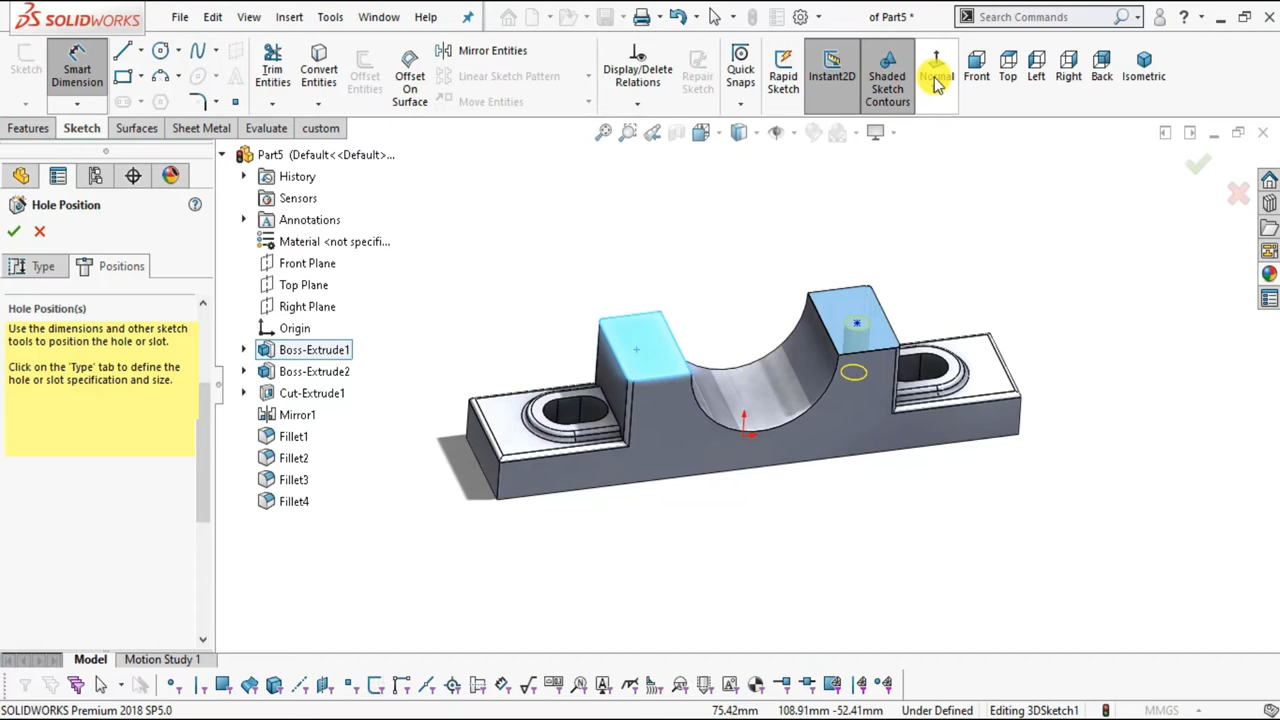 SOLIDWORKS File Edit View Insert Tools Window Help of Part5 * Search Commands ?
Sketch
Smart Dimension
Trim Entities
Convert Entities
Offset Entities
Offset On Surface
Mirror Entities
Linear Sketch Pattern
Move Entities
Display/Delete Relations
Repair Sketch
Quick Snaps
Rapid Sketch
Instant2D
Shaded Sketch Contours
Normal
Front
Top
Left
Right
Back
Isometric
Features Sketch Surfaces Sheet Metal Evaluate custom
Hole Position ?
Type Positions
Hole Position(s)
Use the dimensions and other sketch
tools to position the hole or slot.
Click on the 'Type' tab to define the
hole or slot specification and size.
Part5 (Default<<Default>...
History
Sensors
Annotations
Material <not specifi...
Front Plane
Top Plane
Right Plane
Origin
Boss-Extrude1
Boss-Extrude2
Cut-Extrude1
Mirror1
Fillet1
Fillet2
Fillet3
Fillet4
Model Motion Study 1
SOLIDWORKS Premium 2018 SP5.0 75.42mm 108.91mm -52.41mm Under Defined Editing 3DSketch1 MMGS